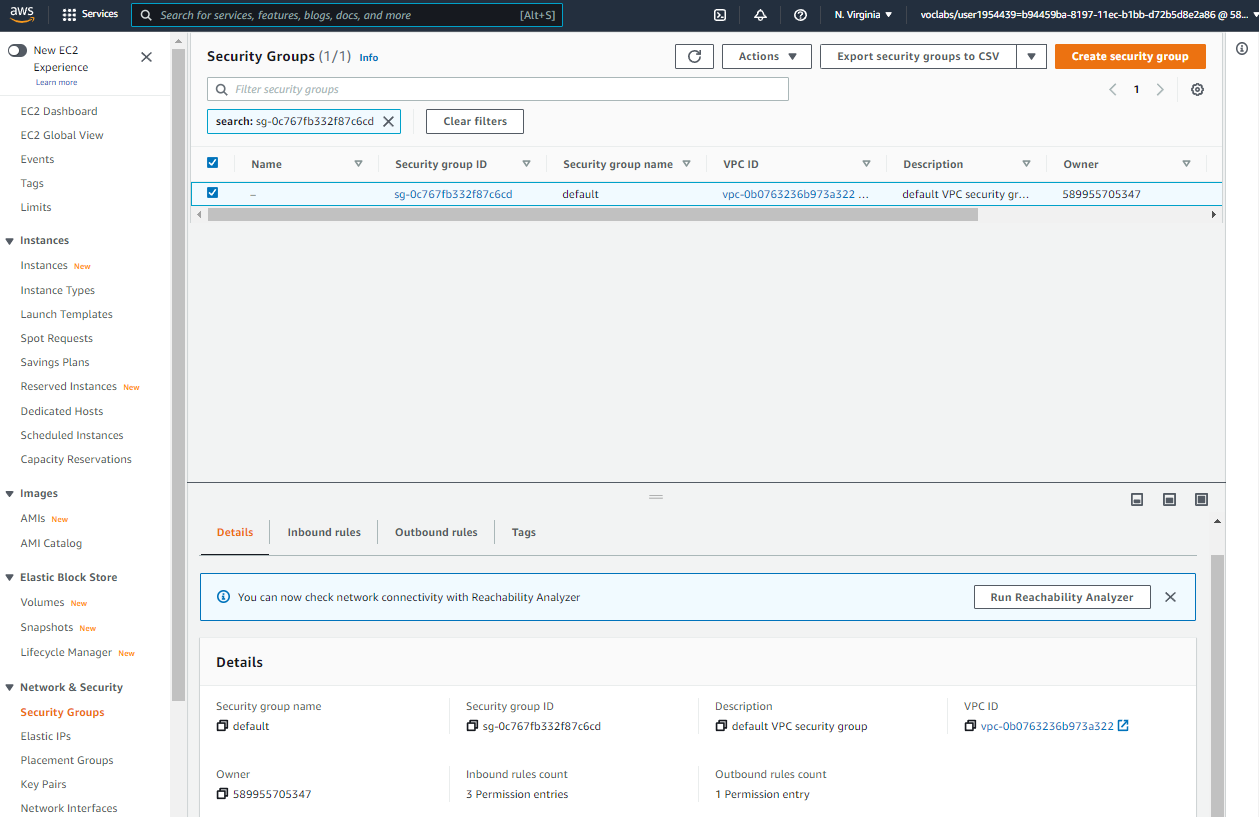 aws
Services
Search for services, features, blogs, docs, and more
[Alt+S]
N. Virginia
voclabs/user1954439=b94459ba-8197-11ec-b1bb-d72b5d8e2a86 @ 58...
New EC2
Experience
Learn more
EC2 Dashboard
EC2 Global View
Events
Tags
Limits
Instances
Instances New
Instance Types
Launch Templates
Spot Requests
Savings Plans
Reserved Instances New
Dedicated Hosts
Scheduled Instances
Capacity Reservations
Images
AMIs New
AMI Catalog
Elastic Block Store
Volumes New
Snapshots New
Lifecycle Manager New
Network & Security
Security Groups
Elastic IPs
Placement Groups
Key Pairs
Network Interfaces
Security Groups (1/1) Info
Actions
Export security groups to CSV
Create security group
Filter security groups
1
search: sg-0c767fb332f87c6cd
Clear filters
Name Security group ID Security group name VPC ID Description Owner
– sg-0c767fb332f87c6cd default vpc-0b0763236b973a322 ... default VPC security gr... 589955705347
Details Inbound rules Outbound rules Tags
You can now check network connectivity with Reachability Analyzer
Run Reachability Analyzer
Details
Security group name Security group ID Description VPC ID
default sg-0c767fb332f87c6cd default VPC security group vpc-0b0763236b973a322
Owner Inbound rules count Outbound rules count
589955705347 3 Permission entries 1 Permission entry